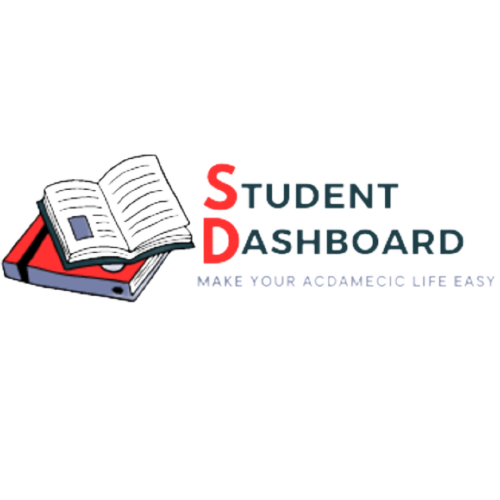 STUDENT
DASHBOARD
MAKE YOUR ACDAMECIC LIFE EASY